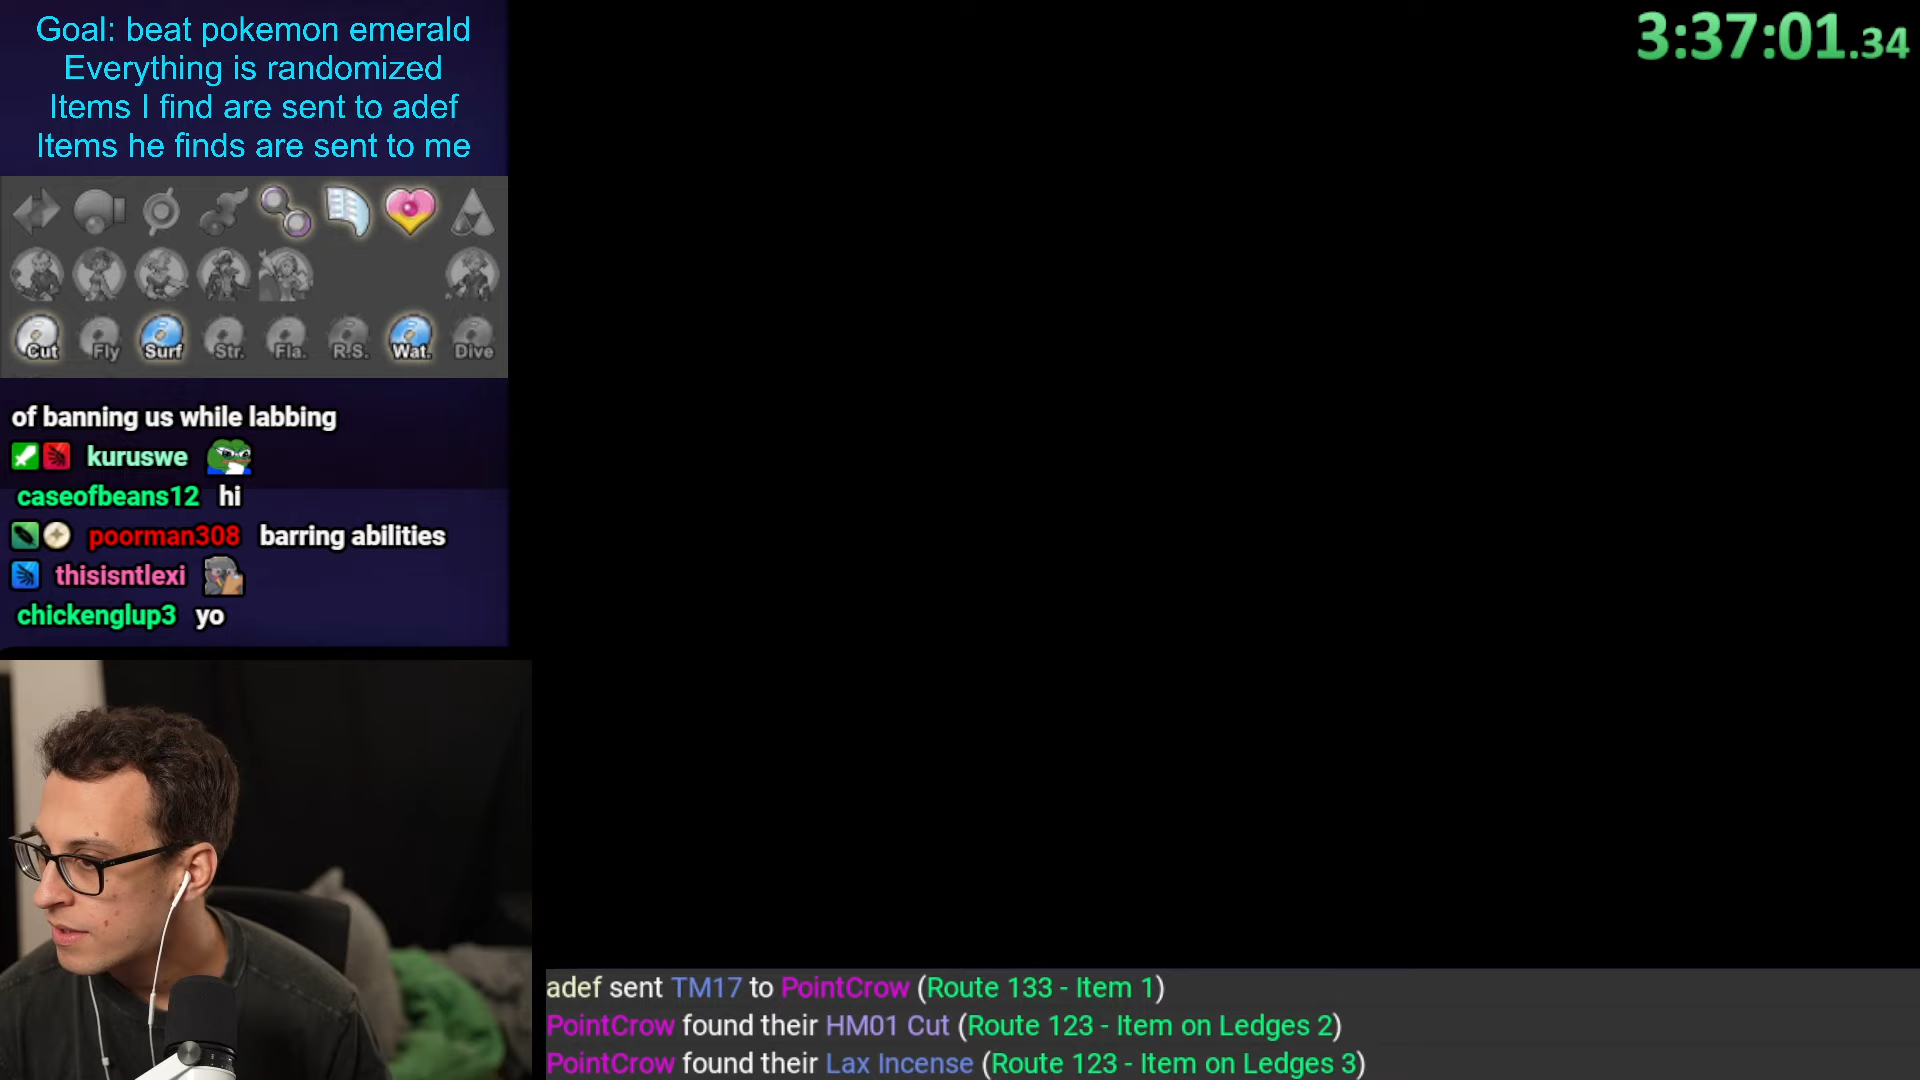 Goal: beat pokemon emerald
Everything is randomized
Items I find are sent to adef
Items he finds are sent to me
3:37:01.34
Cut Fly Surf Str. Fla. R.S. Wat. Dive
of banning us while labbing
kuruswe
caseofbeans12 hi
poorman308 barring abilities
thisisntlexi
chickenglup3 yo
adef sent TM17 to PointCrow (Route 133 - Item 1)
PointCrow found their HM01 Cut (Route 123 - Item on Ledges 2)
PointCrow found their Lax Incense (Route 123 - Item on Ledges 3)